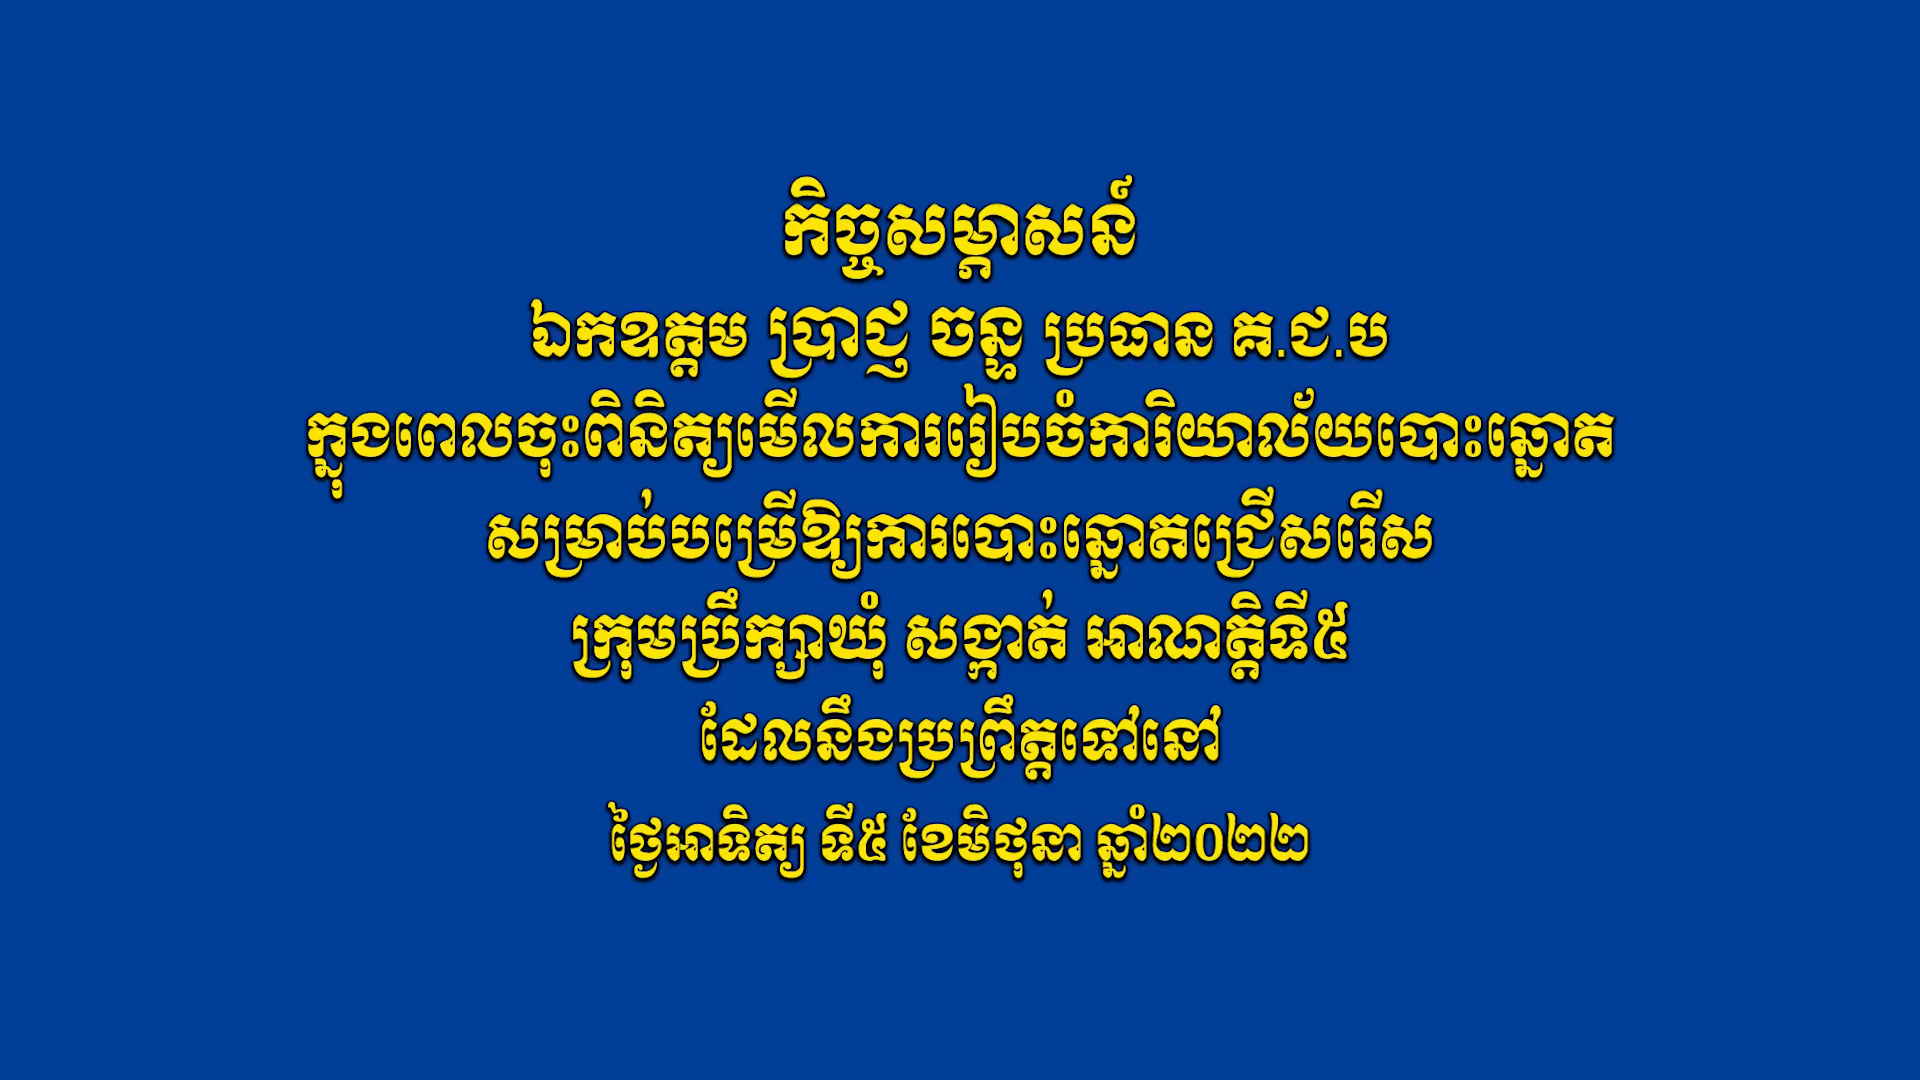 កិច្ចសម្ភាសន៍
ឯកឧត្តម ប្រាជ្ញ ចន្ទ ប្រធាន គ.ជ.ប
ក្នុងពេលចុះពិនិត្យមើលការរៀបចំការិយាល័យបោះឆ្នោត
សម្រាប់បម្រើឱ្យការបោះឆ្នោតជ្រើសរើស
ក្រុមប្រឹក្សាឃុំ សង្កាត់ អាណត្តិទី៥
ដែលនឹងប្រព្រឹត្តទៅនៅ
ថ្ងៃអាទិត្យ ទី៥ ខែមិថុនា ឆ្នាំ២០២២